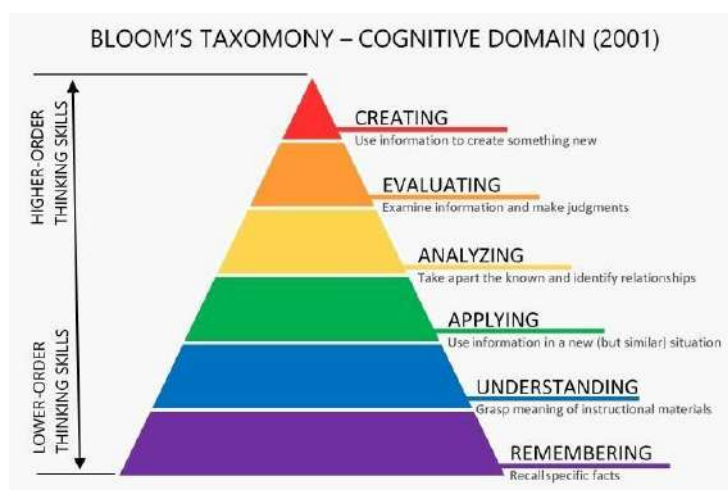 BLOOM'S TAXOMONY – COGNITIVE DOMAIN (2001)
HIGHER-ORDER
THINKING SKILLS
LOWER-ORDER
THINKING SKILLS
CREATING
Use information to create something new
EVALUATING
Examine information and make judgments
ANALYZING
Take apart the known and identify relationships
APPLYING
Use information in a new (but similar) situation
UNDERSTANDING
Grasp meaning of instructional materials
REMEMBERING
Recall specific facts